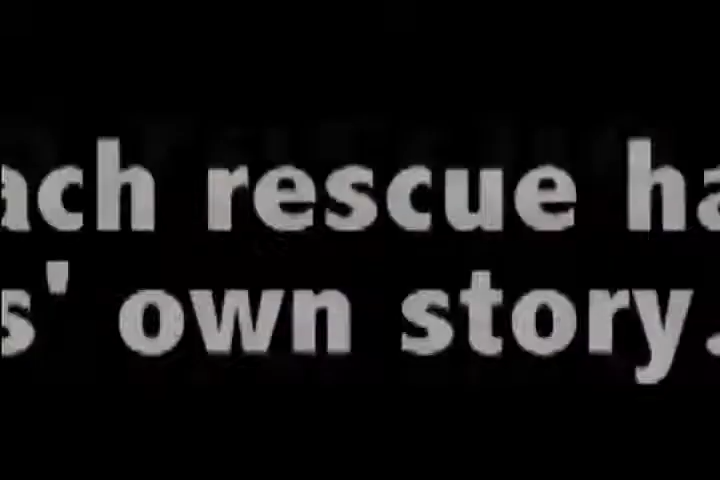 ach rescue ha
s' own story.